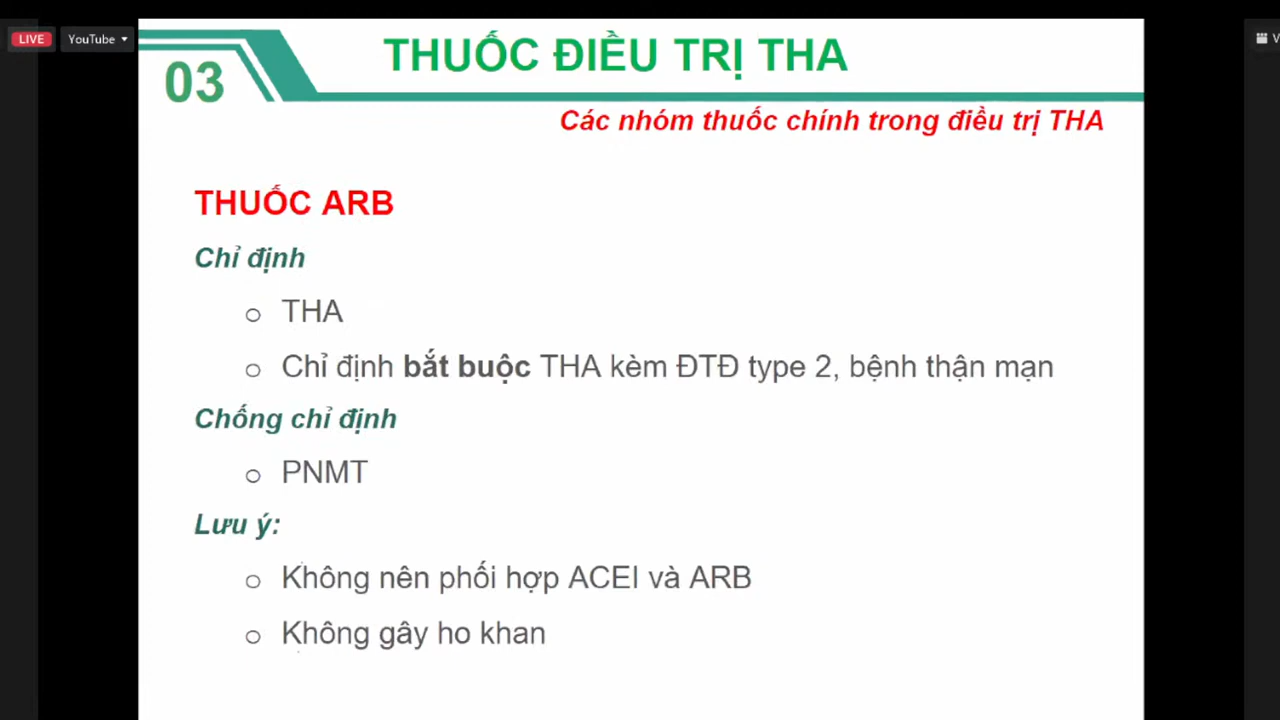 LIVE YouTube
V
03
THUỐC ĐIỀU TRỊ THA
Các nhóm thuốc chính trong điều trị THA
THUỐC ARB
Chỉ định
THA
Chỉ định bắt buộc THA kèm ĐTĐ type 2, bệnh thận mạn
Chống chỉ định
PNMT
Lưu ý:
Không nên phối hợp ACEI và ARB
Không gây ho khan